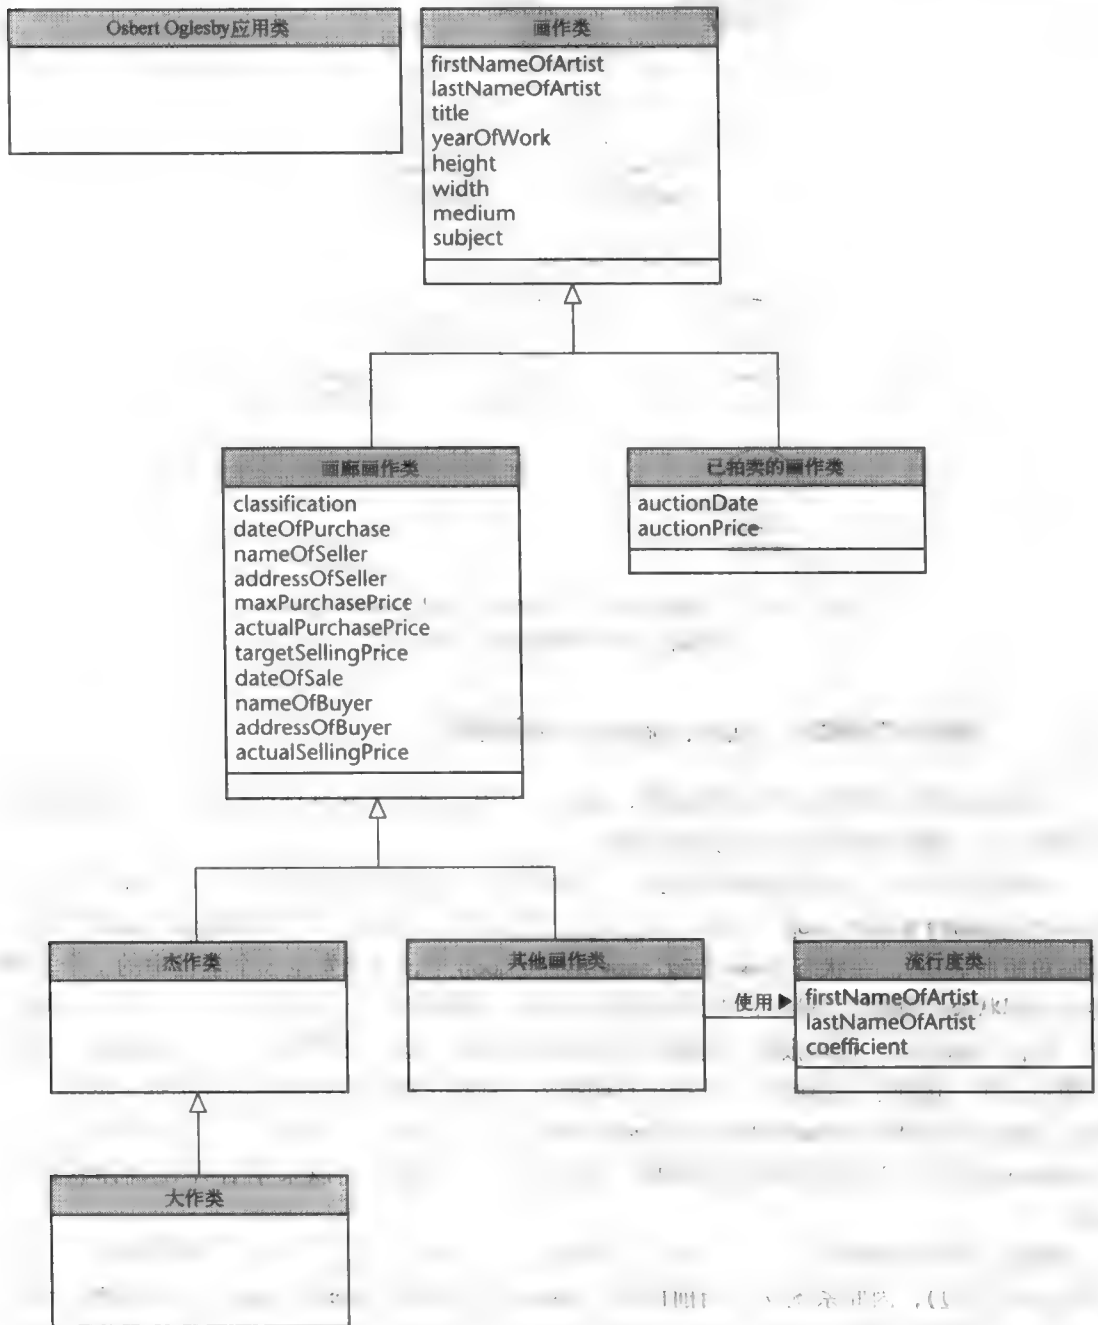 Osbert Oglesby应用类
画作类
firstNameOfArtist
lastNameOfArtist
title
yearOfWork
height
width
medium
subject
画廊画作类
classification
dateOfPurchase
nameOfSeller
addressOfSeller
maxPurchasePrice
actualPurchasePrice
targetSellingPrice
dateOfSale
nameOfBuyer
addressOfBuyer
actualSellingPrice
已拍卖的画作类
auctionDate
auctionPrice
杰作类
其他画作类
使用▶
流行度类
firstNameOfArtist
lastNameOfArtist
coefficient
大作类